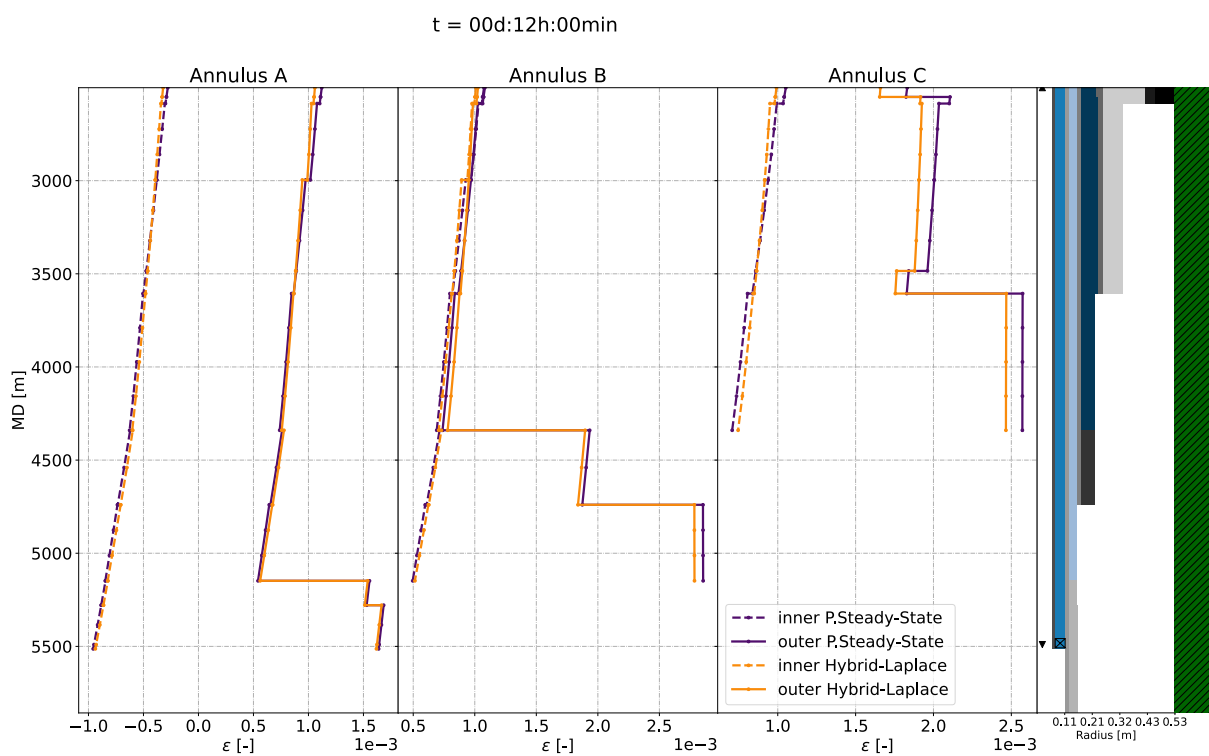 t = 00d:12h:00min
Annulus A
Annulus B
Annulus C
MD [m]
3000
3500
4000
4500
5000
5500
−1.0 −0.5 0.0 0.5 1.0 1.5
ε [-]
1e−3
0.5 1.0 1.5 2.0 2.5
ε [-]
1e−3
1.0 1.5 2.0 2.5
ε [-]
1e−3
inner P.Steady-State
outer P.Steady-State
inner Hybrid-Laplace
outer Hybrid-Laplace
0.11 0.21 0.32 0.43 0.53
Radius [m]